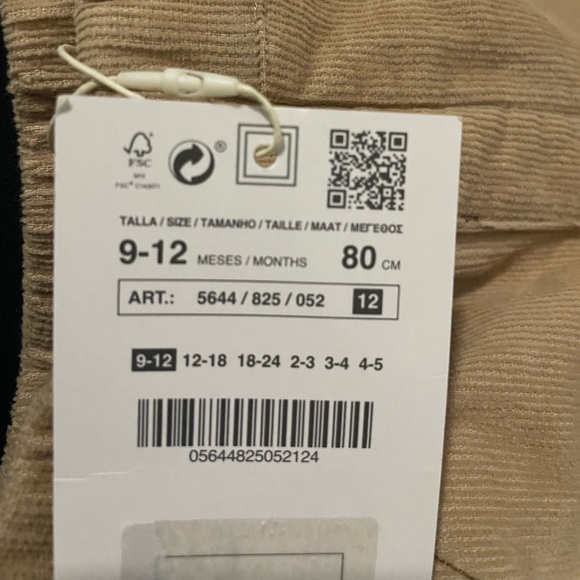 FSC
®
TALLA / SIZE / TAMANHO / TAILLE / MAAT / ΜΕΓΕΘΟΣ
9-12 MESES / MONTHS 80 CM
ART.: 5644 / 825 / 052 12
9-12 12-18 18-24 2-3 3-4 4-5
05644825052124